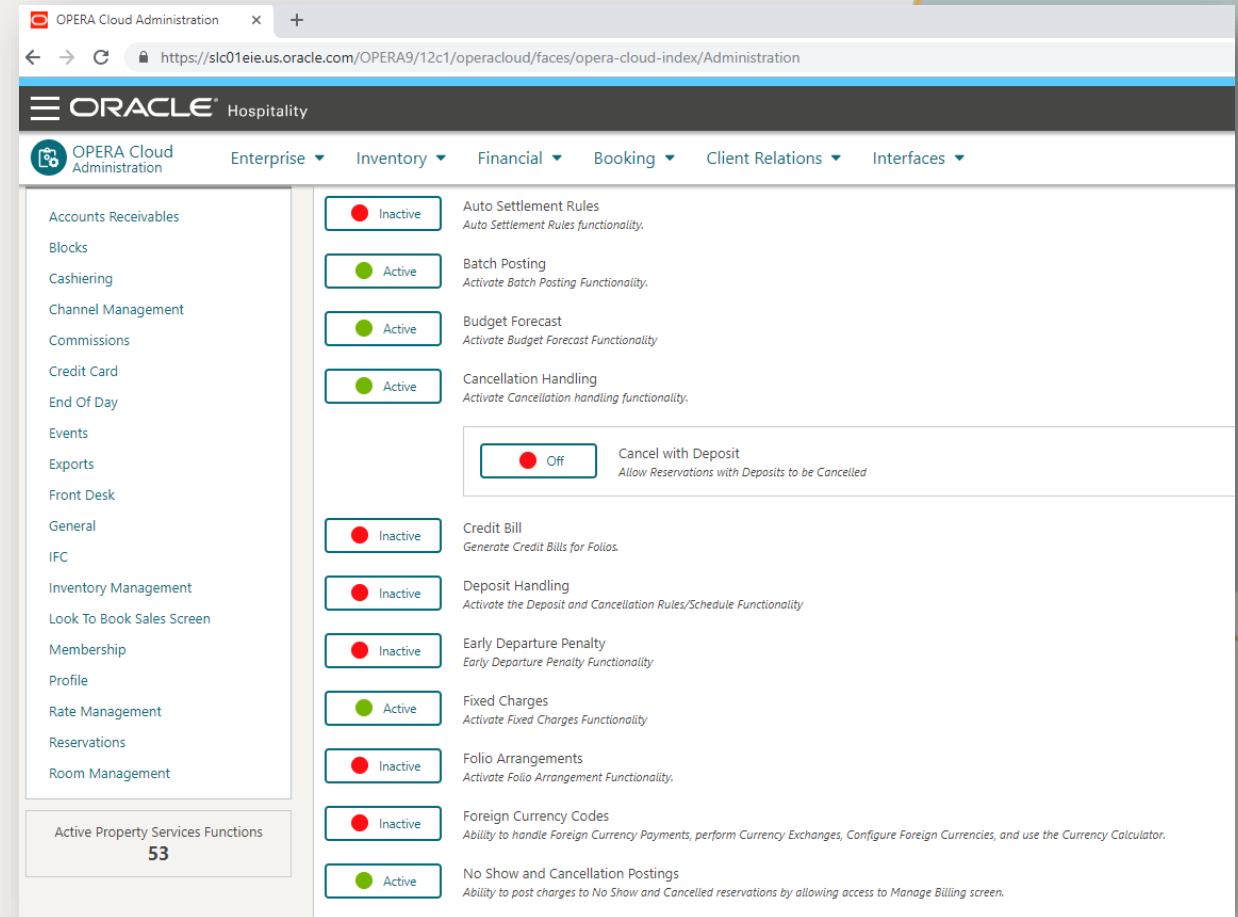 OPERA Cloud Administration
https://slc01eie.us.oracle.com/OPERA9/12c1/operacloud/faces/opera-cloud-index/Administration
ORACLE® Hospitality
OPERA Cloud
Administration
Enterprise
Inventory
Financial
Booking
Client Relations
Interfaces
Accounts Receivables
Blocks
Cashiering
Channel Management
Commissions
Credit Card
End Of Day
Events
Exports
Front Desk
General
IFC
Inventory Management
Look To Book Sales Screen
Membership
Profile
Rate Management
Reservations
Room Management
Active Property Services Functions
53
Inactive
Auto Settlement Rules
Auto Settlement Rules functionality.
Active
Batch Posting
Activate Batch Posting Functionality.
Active
Budget Forecast
Activate Budget Forecast Functionality
Active
Cancellation Handling
Activate Cancellation handling functionality.
Off
Cancel with Deposit
Allow Reservations with Deposits to be Cancelled
Inactive
Credit Bill
Generate Credit Bills for Folios.
Inactive
Deposit Handling
Activate the Deposit and Cancellation Rules/Schedule Functionality
Inactive
Early Departure Penalty
Early Departure Penalty Functionality
Active
Fixed Charges
Activate Fixed Charges Functionality
Inactive
Folio Arrangements
Activate Folio Arrangement Functionality.
Inactive
Foreign Currency Codes
Ability to handle Foreign Currency Payments, perform Currency Exchanges, Configure Foreign Currencies, and use the Currency Calculator.
Active
No Show and Cancellation Postings
Ability to post charges to No Show and Cancelled reservations by allowing access to Manage Billing screen.